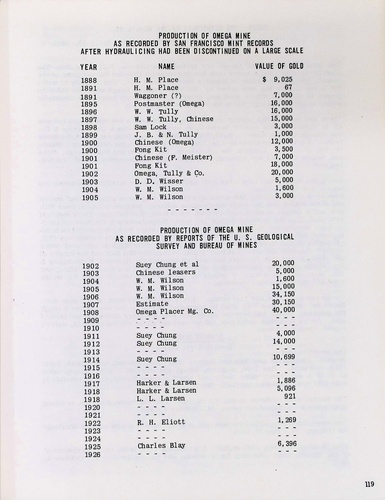 PRODUCTION OF OMEGA MINE
AS RECORDED BY SAN FRANCISCO MINT RECORDS
AFTER HYDRAULICING HAD BEEN DISCONTINUED ON A LARGE SCALE
YEAR NAME VALUE OF GOLD
1888 H. M. Place $ 9,025
1891 H. M. Place 67
1891 Waggoner (?) 7,000
1895 Postmaster (Omega) 16,000
1896 W. W. Tully 16,000
1897 W. W. Tully, Chinese 15,000
1898 Sam Lock 3,000
1899 J. B. & N. Tully 1,000
1900 Chinese (Omega) 12,000
1900 Fong Kit 3,500
1901 Chinese (F. Meister) 7,000
1901 Fong Kit 18,000
1902 Omega, Tully & Co. 20,000
1903 D. D. Wisser 5,000
1904 W. M. Wilson 1,600
1905 W. M. Wilson 3,000
- - - - - - -
PRODUCTION OF OMEGA MINE
AS RECORDED BY REPORTS OF THE U. S. GEOLOGICAL
SURVEY AND BUREAU OF MINES
1902 Suey Chung et al 20,000
1903 Chinese leasers 5,000
1904 W. M. Wilson 1,600
1905 W. M. Wilson 15,000
1906 W. M. Wilson 34,150
1907 Estimate 30,150
1908 Omega Placer Mg. Co. 40,000
1909 - - - - - - -
1910 - - - - - - -
1911 Suey Chung 4,000
1912 Suey Chung 14,000
1913 - - - - - - -
1914 Suey Chung 10,699
1915 - - - - - - -
1916 - - - - - - -
1917 Harker & Larsen 1,886
1918 Harker & Larsen 5,096
1918 L. L. Larsen 921
1920 - - - - - - -
1921 - - - - - - -
1922 R. H. Eliott 1,269
1923 - - - - - - -
1924 - - - - - - -
1925 Charles Blay 6,396
1926 - - - - - - -
119